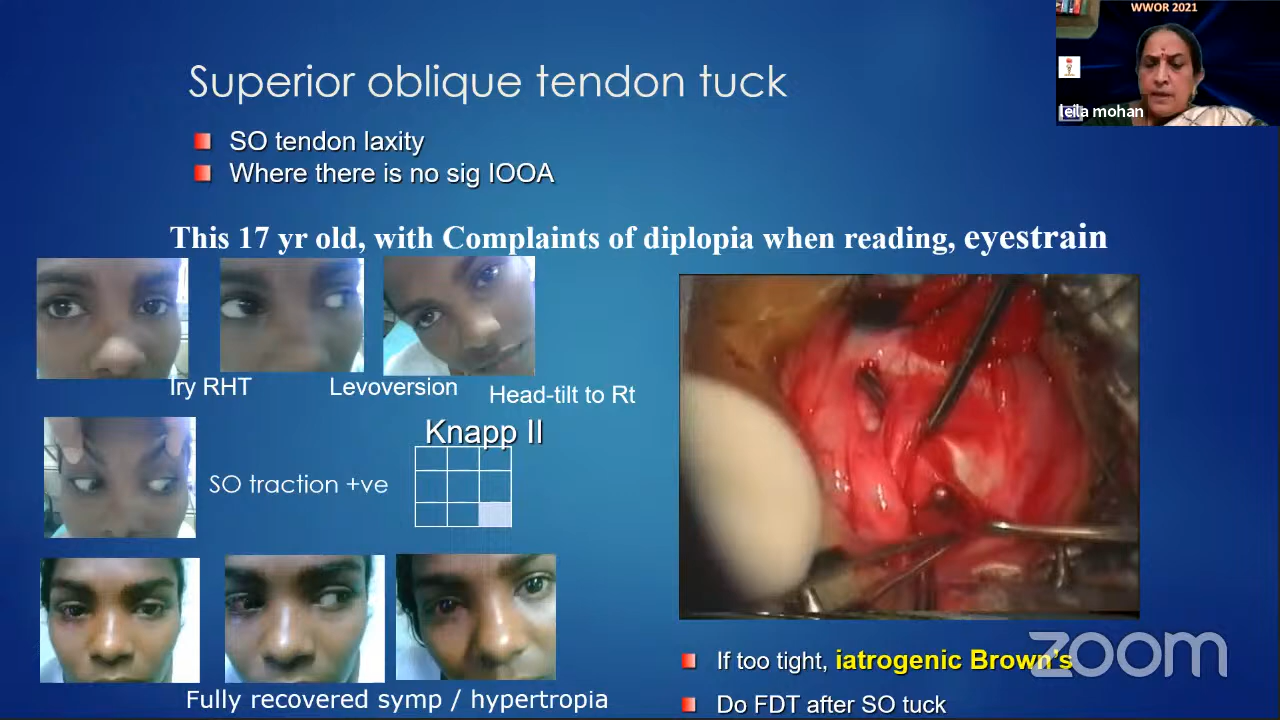 WWOR 2021
leila mohan
Superior oblique tendon tuck
SO tendon laxity
Where there is no sig IOOA
This 17 yr old, with Complaints of diplopia when reading, eyestrain
Iry RHT
Levoversion
Head-tilt to Rt
Knapp II
SO traction +ve
Fully recovered symp / hypertropia
If too tight, iatrogenic Brown's
Do FDT after SO tuck
zoom